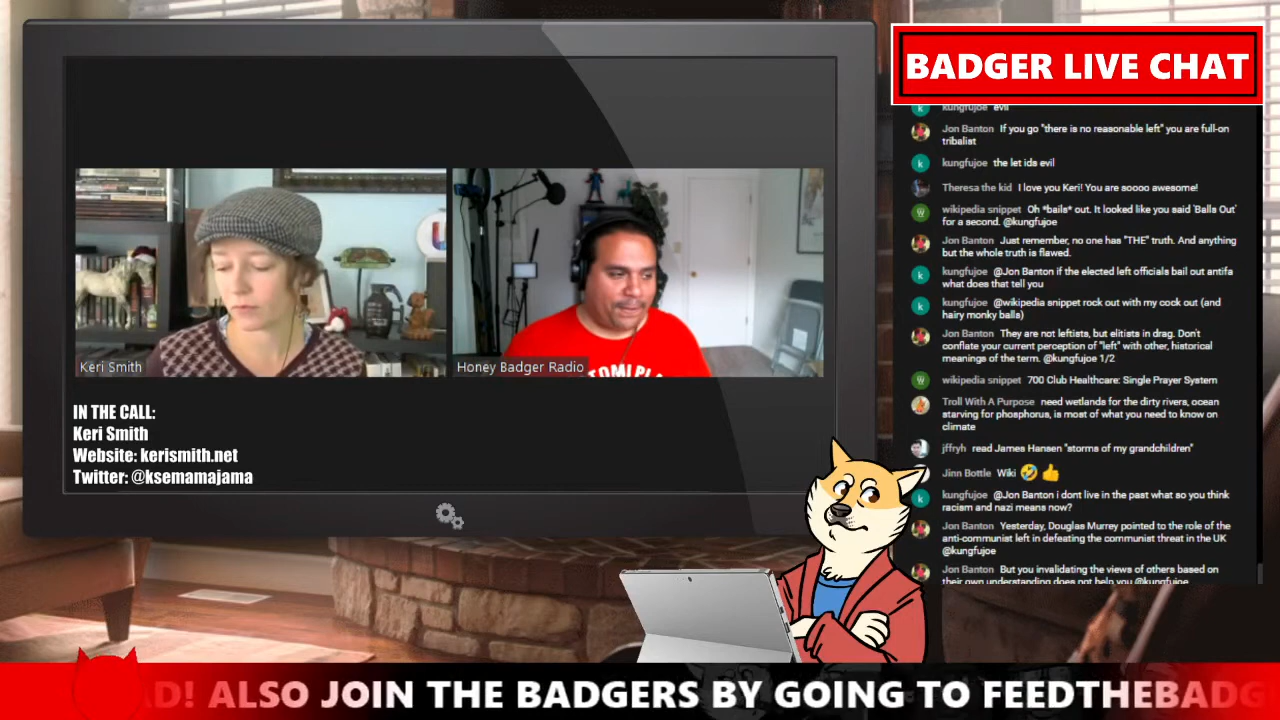 BADGER LIVE CHAT
kungfujoe evil
Jon Banton If you go "there is no reasonable left" you are full-on
tribalist
kungfujoe the let ids evil
Theresa the kid I love you Keri! You are soooo awesome!
wikipedia snippet Oh *bails* out. It looked like you said 'Balls Out'
for a second. @kungfujoe
Jon Banton Just remember, no one has "THE" truth. And anything
but the whole truth is flawed.
kungfujoe @Jon Banton if the elected left officials bail out antifa
what does that tell you
kungfujoe @wikipedia snippet rock out with my cock out (and
hairy monky balls)
Jon Banton They are not leftists, but elitists in drag. Don't
conflate your current perception of "left" with other, historical
meanings of the term. @kungfujoe 1/2
wikipedia snippet 700 Club Healthcare: Single Prayer System
Troll With A Purpose need wetlands for the dirty rivers, ocean
starving for phosphorus, is most of what you need to know on
climate
jffryh read James Hansen "storms of my grandchildren"
Jinn Bottle Wiki 🤣 👍
kungfujoe @Jon Banton i dont live in the past what so you think
racism and nazi means now?
Jon Banton Yesterday, Douglas Murrey pointed to the role of the
anti-communist left in defeating the communist threat in the UK
@kungfujoe
Jon Banton But you invalidating the views of others based on
their own understanding does not help you @kungfujoe
Keri Smith
Honey Badger Radio
IN THE CALL:
Keri Smith
Website: kerismith.net
Twitter: @ksemamajama
AD! ALSO JOIN THE BADGERS BY GOING TO FEEDTHEBADG